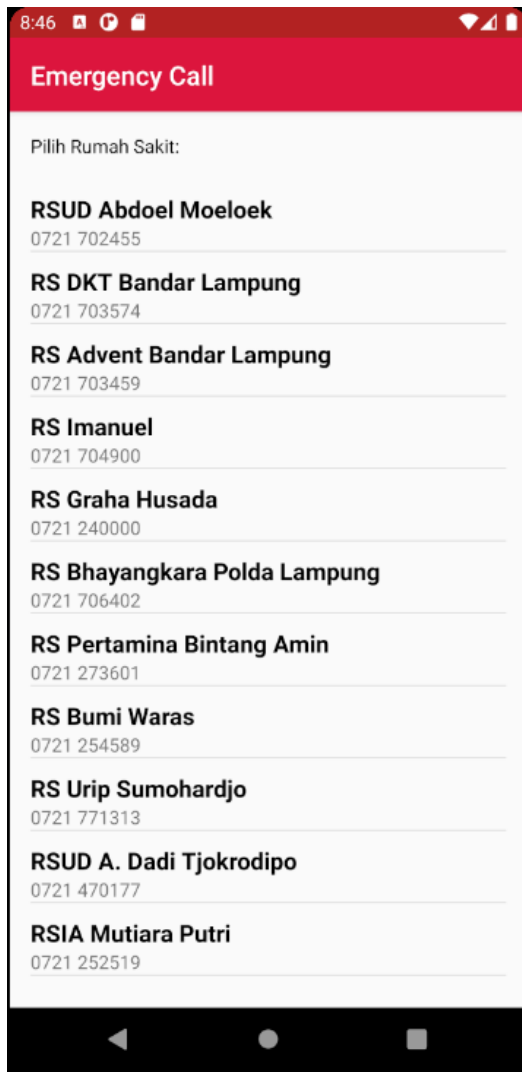 8:46
Emergency Call
Pilih Rumah Sakit:
RSUD Abdoel Moeloek
0721 702455
RS DKT Bandar Lampung
0721 703574
RS Advent Bandar Lampung
0721 703459
RS Imanuel
0721 704900
RS Graha Husada
0721 240000
RS Bhayangkara Polda Lampung
0721 706402
RS Pertamina Bintang Amin
0721 273601
RS Bumi Waras
0721 254589
RS Urip Sumohardjo
0721 771313
RSUD A. Dadi Tjokrodipo
0721 470177
RSIA Mutiara Putri
0721 252519